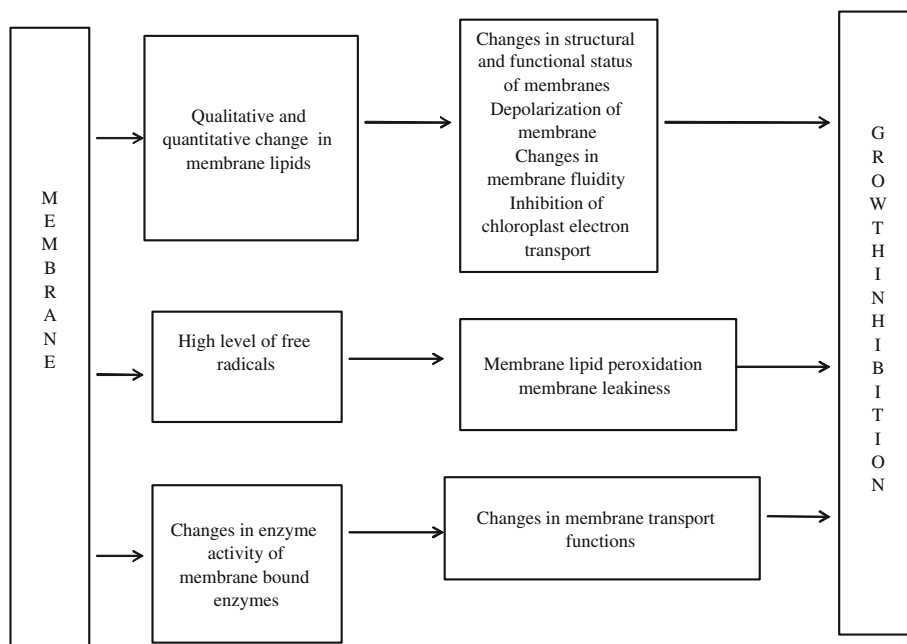 MEMBRANE
Qualitative and
quantitative change in
membrane lipids
Changes in structural
and functional status
of membranes
Depolarization of
membrane
Changes in
membrane fluidity
Inhibition of
chloroplast electron
transport
High level of free
radicals
Membrane lipid peroxidation
membrane leakiness
Changes in enzyme
activity of
membrane bound
enzymes
Changes in membrane transport
functions
GROWTHINHIBITION